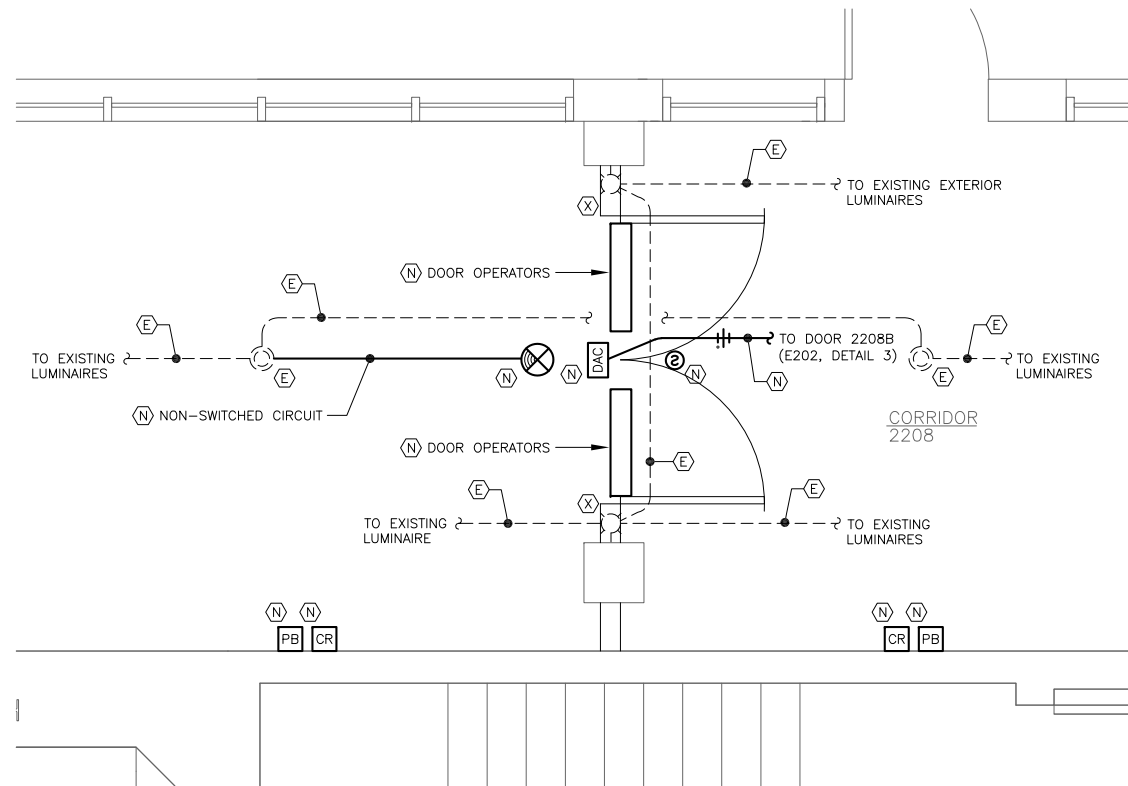 E
TO EXISTING EXTERIOR
LUMINAIRES
X
N DOOR OPERATORS
E
E
E
TO EXISTING
LUMINAIRES
E
N
DAC
N
S
N
TO DOOR 2208B
(E202, DETAIL 3)
N
E
TO EXISTING
LUMINAIRES
N NON-SWITCHED CIRCUIT
CORRIDOR
2208
N DOOR OPERATORS
E
E
X
E
TO EXISTING
LUMINAIRE
TO EXISTING
LUMINAIRES
N N
PB CR
N N
CR PB